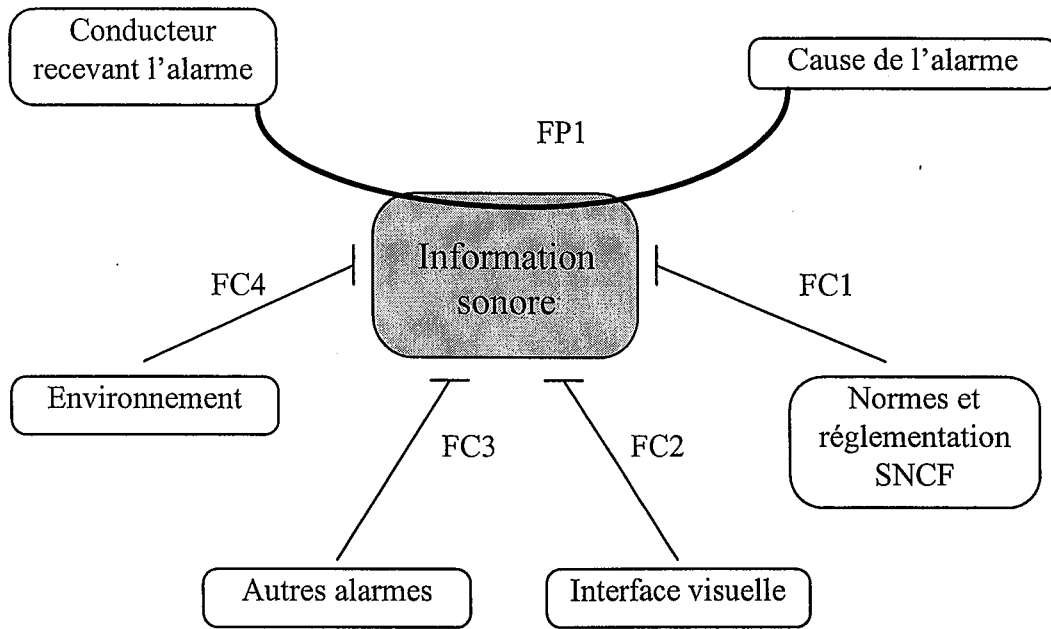 Conducteur
recevant l'alarme
Cause de l'alarme
FP1
Information
sonore
FC4
FC1
Environnement
Normes et
réglementation
SNCF
FC3
FC2
Autres alarmes
Interface visuelle